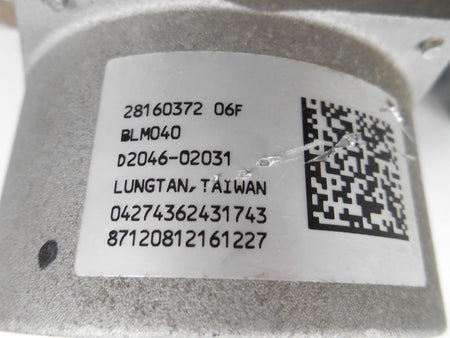 28160372 06F
BLM040
D2046-02031
LUNGTAN, TAIWAN
04274362431743
87120812161227